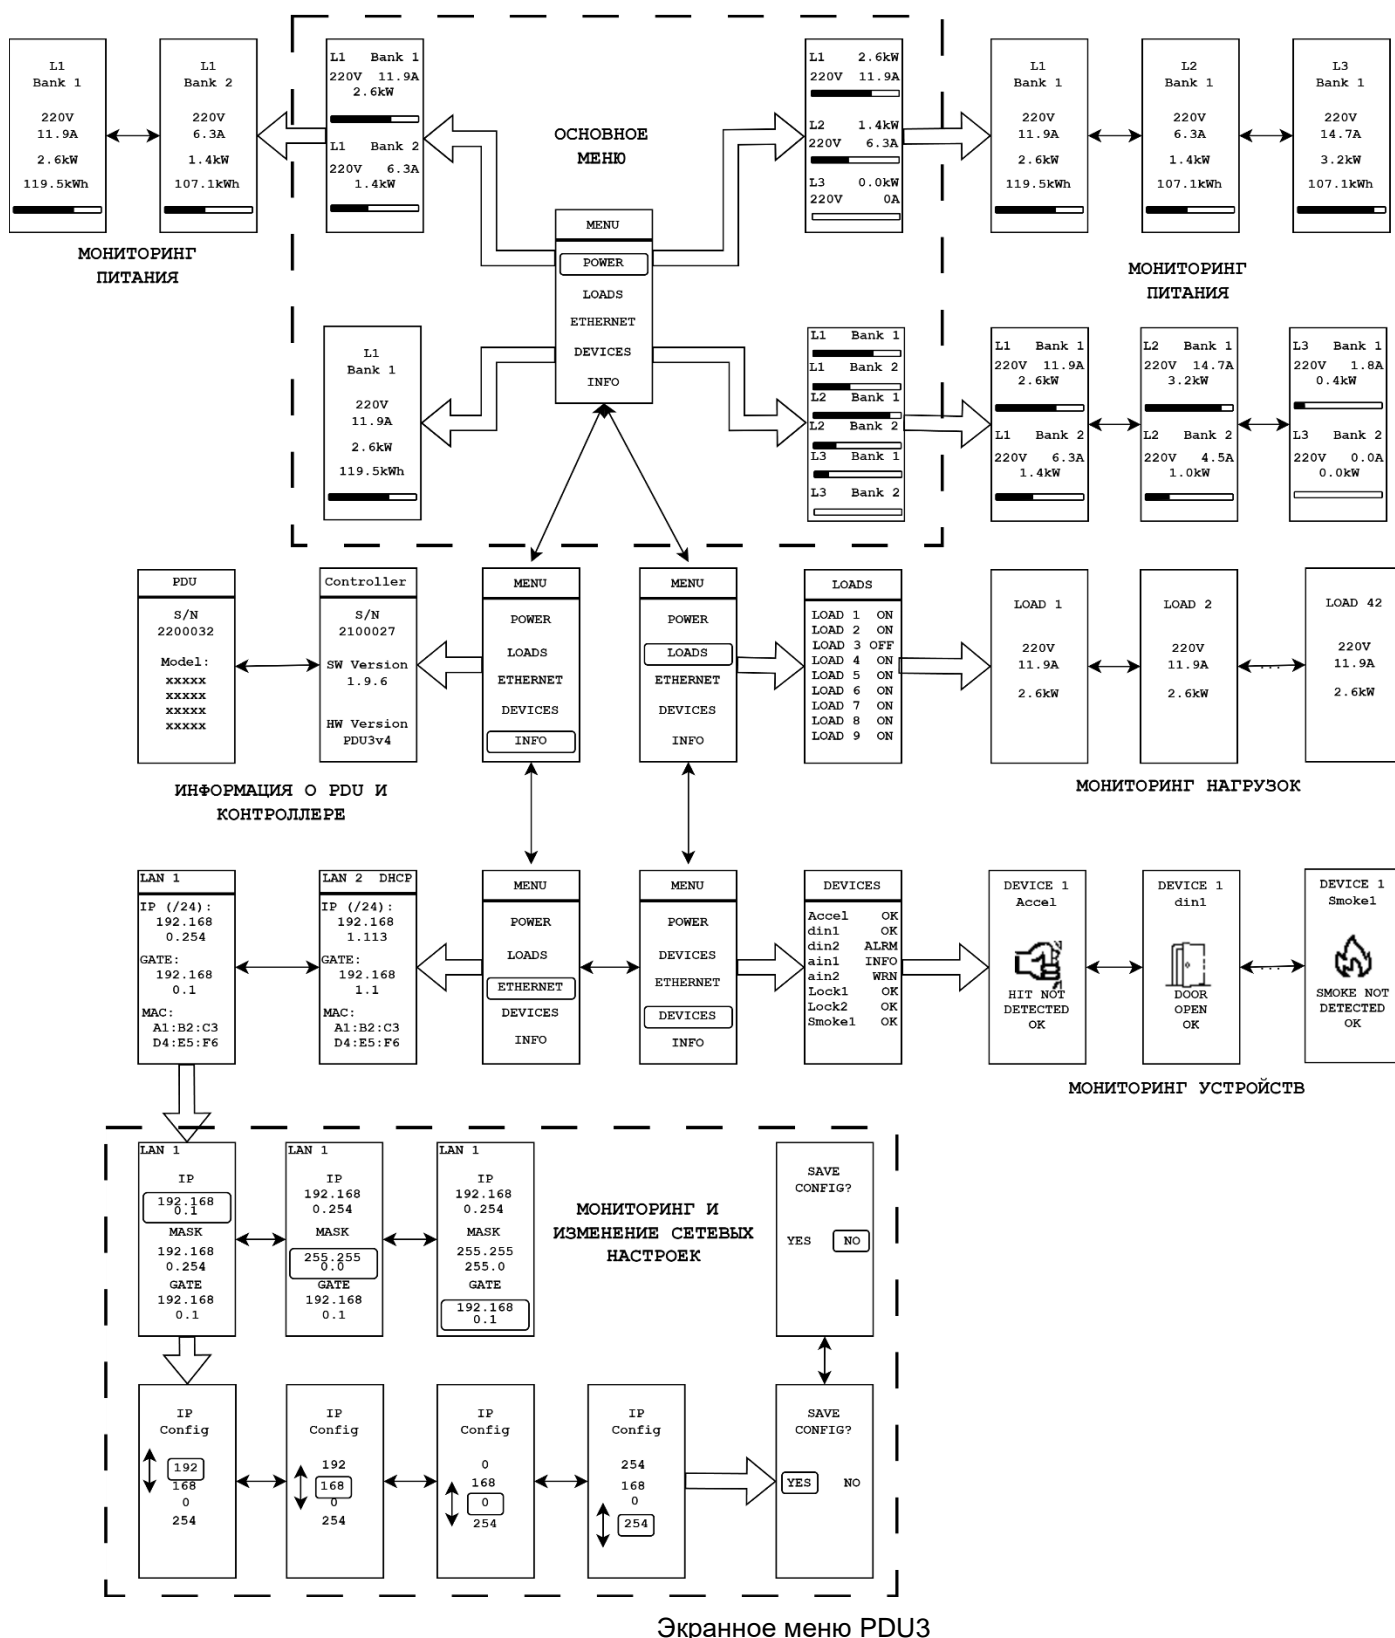 L1
Bank 1
220V
11.9A
2.6kW
119.5kWh
L1
Bank 2
220V
6.3A
1.4kW
107.1kWh
МОНИТОРИНГ
ПИТАНИЯ
L1 Bank 1
220V 11.9A
2.6kW
L1 Bank 2
220V 6.3A
1.4kW
ОСНОВНОЕ
МЕНЮ
L1 2.6kW
220V 11.9A
L2 1.4kW
220V 6.3A
L3 0.0kW
220V 0A
L1
Bank 1
220V
11.9A
2.6kW
119.5kWh
L2
Bank 1
220V
6.3A
1.4kW
107.1kWh
L3
Bank 1
220V
14.7A
3.2kW
107.1kWh
МОНИТОРИНГ
ПИТАНИЯ
MENU
POWER
LOADS
ETHERNET
DEVICES
INFO
L1
Bank 1
220V
11.9A
2.6kW
119.5kWh
L1 Bank 1
L1 Bank 2
L2 Bank 1
L2 Bank 2
L3 Bank 1
L3 Bank 2
L1 Bank 1
220V 11.9A
2.6kW
L1 Bank 2
220V 6.3A
1.4kW
L2 Bank 1
220V 14.7A
3.2kW
L2 Bank 2
220V 4.5A
1.0kW
L3 Bank 1
220V 1.8A
0.4kW
L3 Bank 2
220V 0.0A
0.0kW
PDU
S/N
2200032
Model:
xxxxx
xxxxx
xxxxx
xxxxx
Controller
S/N
2100027
SW Version
1.9.6
HW Version
PDU3v4
ИНФОРМАЦИЯ О PDU И
КОНТРОЛЛЕРЕ
MENU
POWER
LOADS
ETHERNET
DEVICES
INFO
MENU
POWER
LOADS
ETHERNET
DEVICES
INFO
LOADS
LOAD 1 ON
LOAD 2 ON
LOAD 3 OFF
LOAD 4 ON
LOAD 5 ON
LOAD 6 ON
LOAD 7 ON
LOAD 8 ON
LOAD 9 ON
LOAD 1
220V
11.9A
2.6kW
LOAD 2
220V
11.9A
2.6kW
LOAD 42
220V
11.9A
2.6kW
МОНИТОРИНГ НАГРУЗОК
LAN 1
IP (/24):
192.168
0.254
GATE:
192.168
0.1
MAC:
A1:B2:C3
D4:E5:F6
LAN 2 DHCP
IP (/24):
192.168
1.113
GATE:
192.168
1.1
MAC:
A1:B2:C3
D4:E5:F6
MENU
POWER
LOADS
ETHERNET
DEVICES
INFO
MENU
POWER
DEVICES
ETHERNET
DEVICES
INFO
DEVICES
Accel OK
din1 OK
din2 ALRM
ain1 INFO
ain2 WRN
Lock1 OK
Lock2 OK
Smoke1 OK
DEVICE 1
Accel
HIT NOT
DETECTED
OK
DEVICE 1
din1
DOOR
OPEN
OK
DEVICE 1
Smoke1
SMOKE NOT
DETECTED
OK
МОНИТОРИНГ УСТРОЙСТВ
LAN 1
IP
192.168
0.1
MASK
192.168
0.254
GATE
192.168
0.1
LAN 1
IP
192.168
0.254
MASK
255.255
0.0
GATE
192.168
0.1
LAN 1
IP
192.168
0.254
MASK
255.255
255.0
GATE
192.168
0.1
МОНИТОРИНГ И
ИЗМЕНЕНИЕ СЕТЕВЫХ
НАСТРОЕК
SAVE
CONFIG?
YES NO
IP
Config
192
168
0
254
IP
Config
192
168
0
254
IP
Config
0
168
0
254
IP
Config
254
168
0
254
SAVE
CONFIG?
YES NO
Экранное меню PDU3